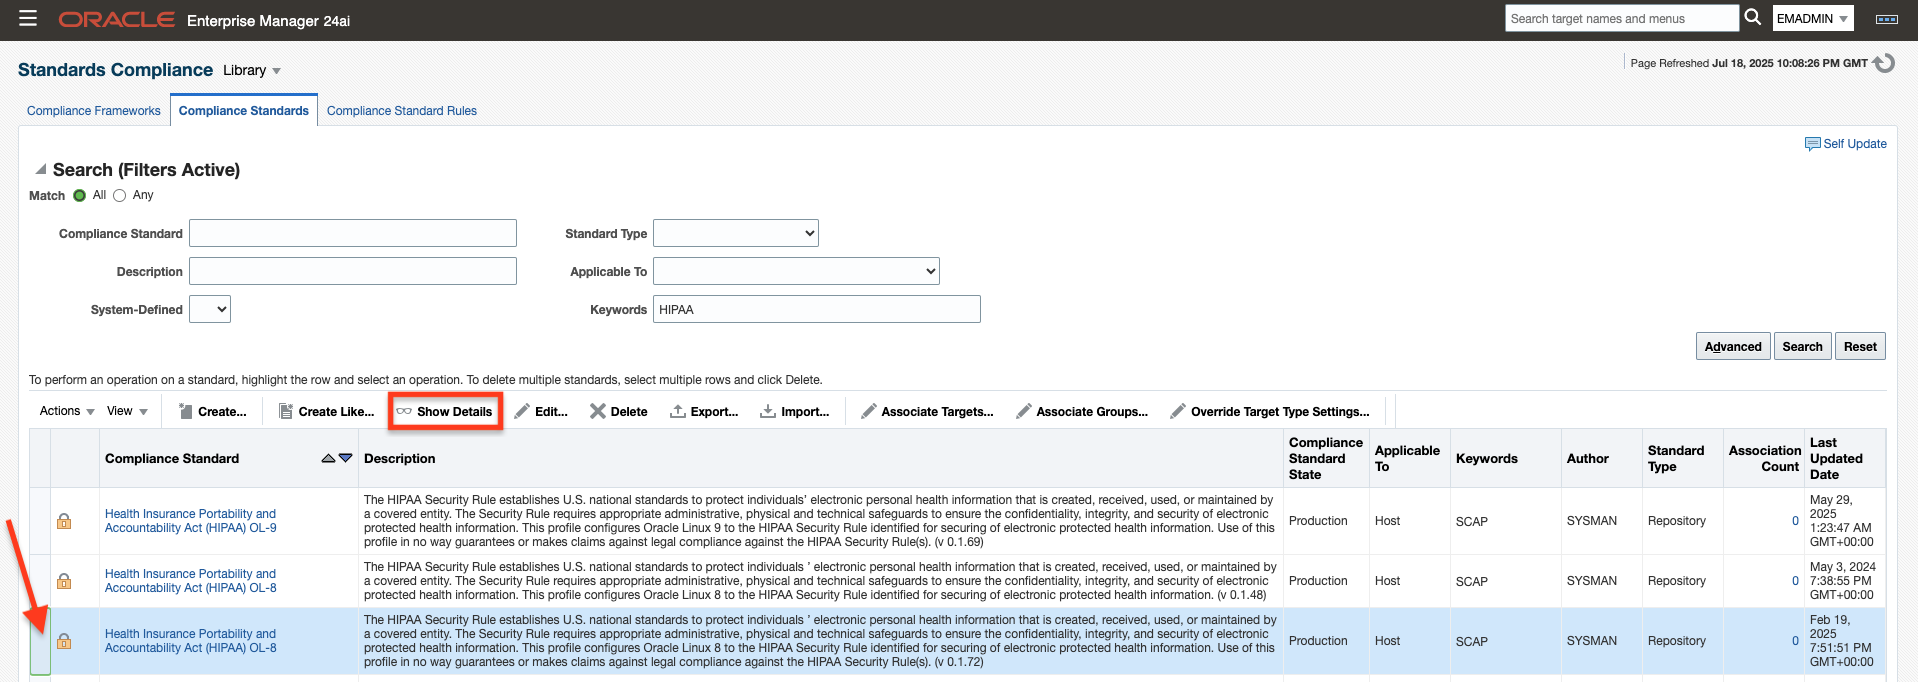 ORACLE Enterprise Manager 24ai
Search target names and menus
EMADMIN
Standards Compliance Library
Page Refreshed Jul 18, 2025 10:08:26 PM GMT
Compliance Frameworks Compliance Standards Compliance Standard Rules
Self Update
Search (Filters Active)
Match All Any
Compliance Standard
Standard Type
Description
Applicable To
System-Defined
Keywords HIPAA
Advanced Search Reset
To perform an operation on a standard, highlight the row and select an operation. To delete multiple standards, select multiple rows and click Delete.
Actions View Create... Create Like... Show Details Edit... Delete Export... Import... Associate Targets... Associate Groups... Override Target Type Settings...
Compliance Standard
Description
Compliance
Standard
State
Applicable
To
Keywords
Author
Standard
Type
Association
Count
Last
Updated
Date
Health Insurance Portability and
Accountability Act (HIPAA) OL-9
The HIPAA Security Rule establishes U.S. national standards to protect individuals’ electronic personal health information that is created, received, used, or maintained by
a covered entity. The Security Rule requires appropriate administrative, physical and technical safeguards to ensure the confidentiality, integrity, and security of electronic
protected health information. This profile configures Oracle Linux 9 to the HIPAA Security Rule identified for securing of electronic protected health information. Use of this
profile in no way guarantees or makes claims against legal compliance against the HIPAA Security Rule(s). (v 0.1.69)
Production
Host
SCAP
SYSMAN
Repository
0
May 29,
2025
1:23:47 AM
GMT+00:00
Health Insurance Portability and
Accountability Act (HIPAA) OL-8
The HIPAA Security Rule establishes U.S. national standards to protect individuals ’ electronic personal health information that is created, received, used, or maintained by
a covered entity. The Security Rule requires appropriate administrative, physical and technical safeguards to ensure the confidentiality, integrity, and security of electronic
protected health information. This profile configures Oracle Linux 8 to the HIPAA Security Rule identified for securing of electronic protected health information. (v 0.1.48)
Production
Host
SCAP
SYSMAN
Repository
0
May 3, 2024
7:38:55 PM
GMT+00:00
Health Insurance Portability and
Accountability Act (HIPAA) OL-8
The HIPAA Security Rule establishes U.S. national standards to protect individuals ’ electronic personal health information that is created, received, used, or maintained by
a covered entity. The Security Rule requires appropriate administrative, physical and technical safeguards to ensure the confidentiality, integrity, and security of electronic
protected health information. This profile configures Oracle Linux 8 to the HIPAA Security Rule identified for securing of electronic protected health information. Use of this
profile in no way guarantees or makes claims against legal compliance against the HIPAA Security Rule(s). (v 0.1.72)
Production
Host
SCAP
SYSMAN
Repository
0
Feb 19,
2025
7:51:51 PM
GMT+00:00